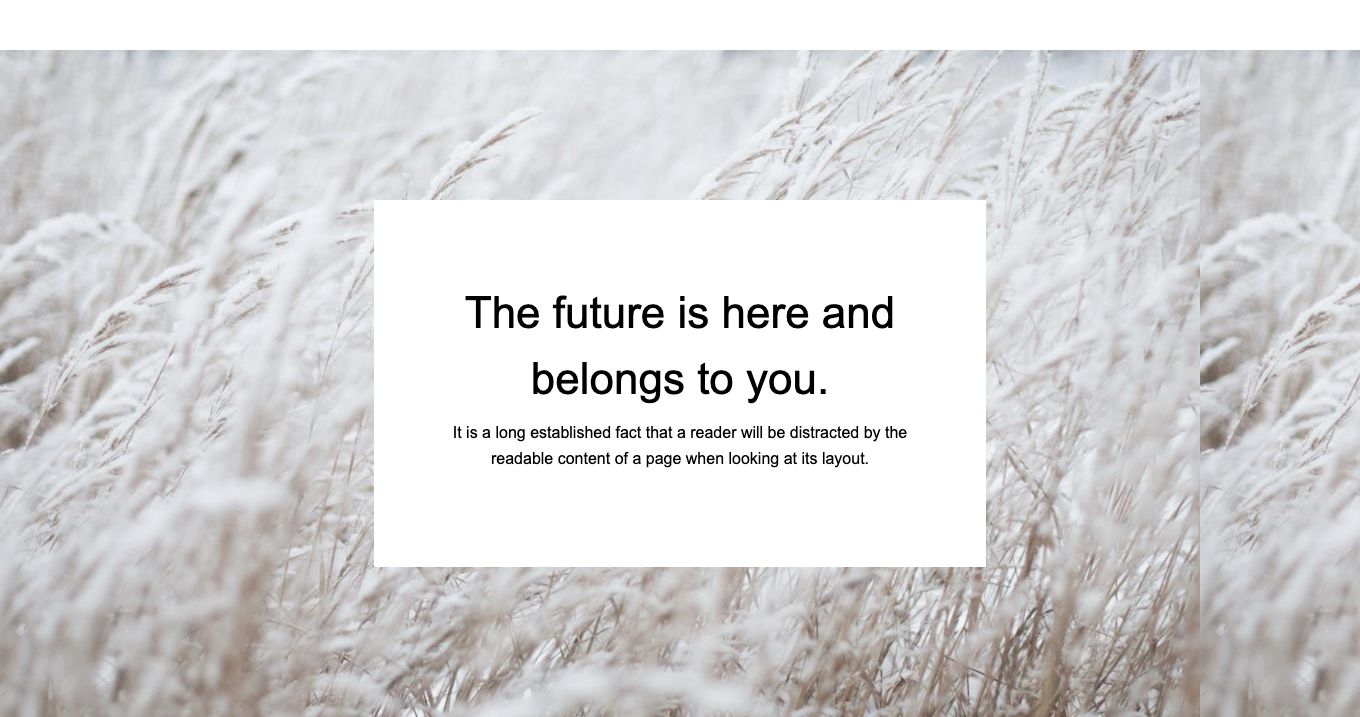 The future is here and
belongs to you.
It is a long established fact that a reader will be distracted by the
readable content of a page when looking at its layout.